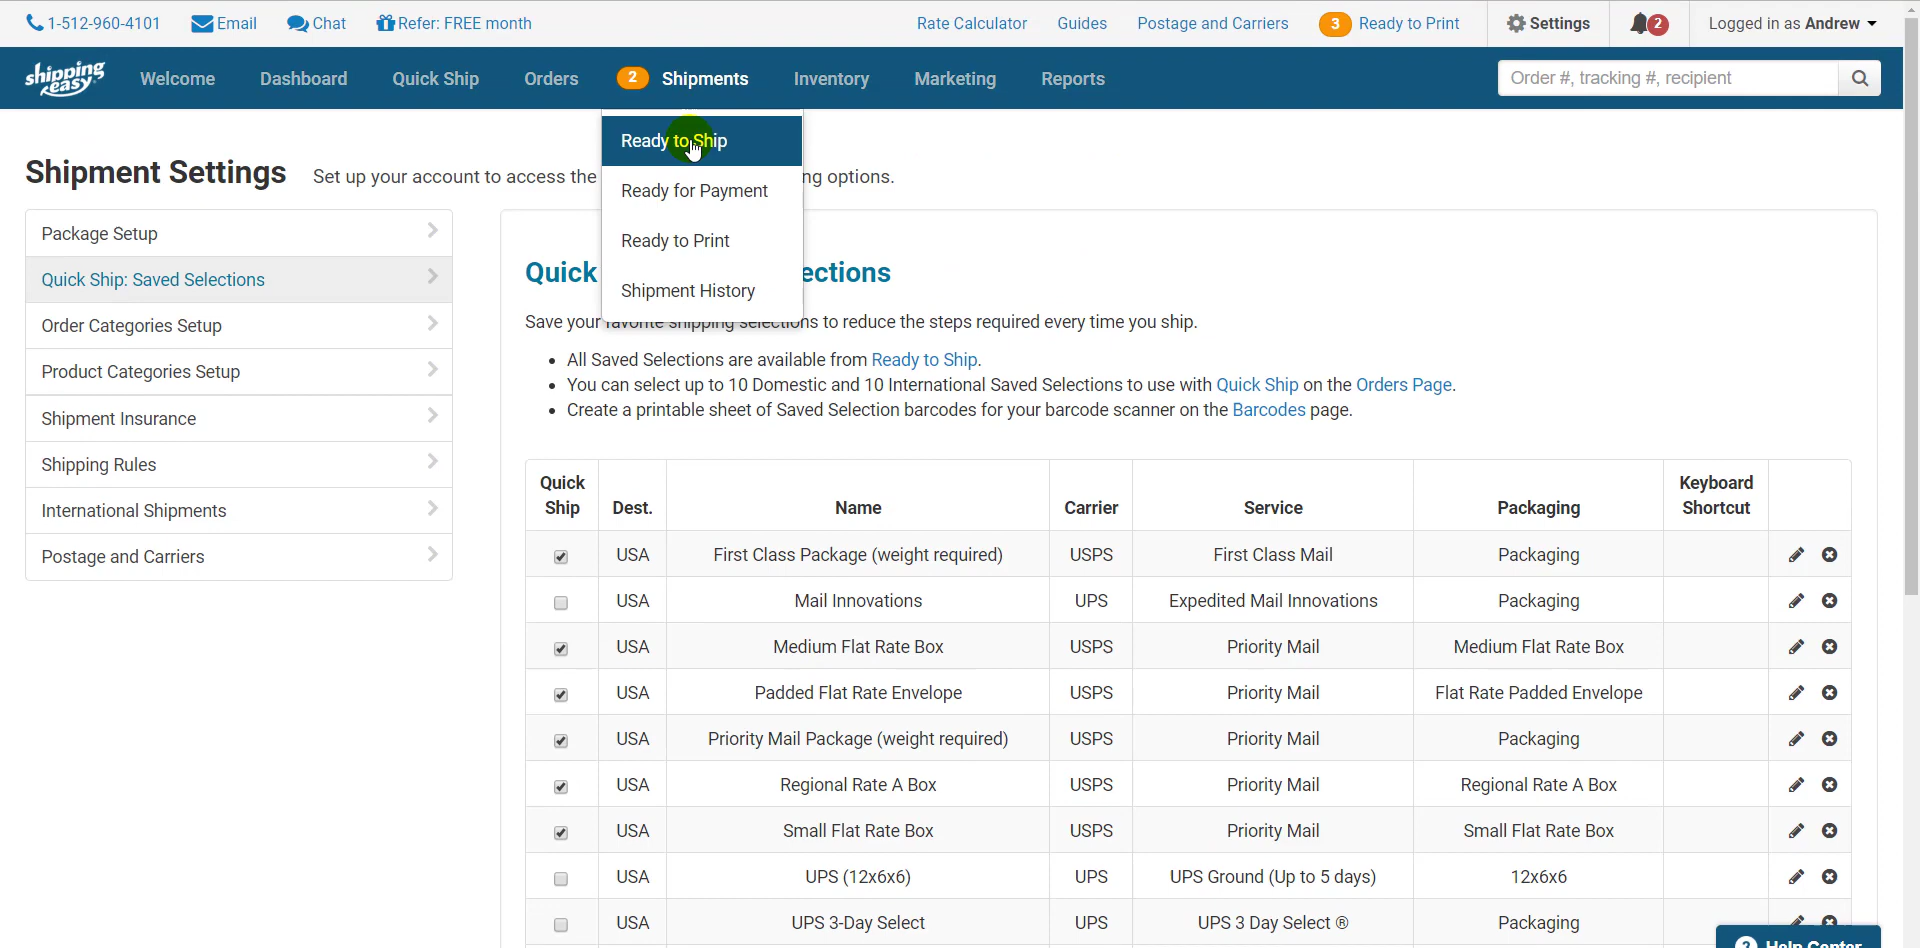 1-512-960-4101 Email Chat Refer: FREE month Rate Calculator Guides Postage and Carriers 3 Ready to Print Settings 2 Logged in as Andrew
shipping easy Welcome Dashboard Quick Ship Orders 2 Shipments Inventory Marketing Reports Order #, tracking #, recipient
Ready to Ship
Ready for Payment
Ready to Print
Shipment History
Shipment Settings Set up your account to access the ng options.
Package Setup
Quick Ship: Saved Selections
Order Categories Setup
Product Categories Setup
Shipment Insurance
Shipping Rules
International Shipments
Postage and Carriers
Quick ections
Save your favorite shipping selections to reduce the steps required every time you ship.
All Saved Selections are available from Ready to Ship.
You can select up to 10 Domestic and 10 International Saved Selections to use with Quick Ship on the Orders Page.
Create a printable sheet of Saved Selection barcodes for your barcode scanner on the Barcodes page.
Quick Ship Dest. Name Carrier Service Packaging Keyboard Shortcut
USA First Class Package (weight required) USPS First Class Mail Packaging
USA Mail Innovations UPS Expedited Mail Innovations Packaging
USA Medium Flat Rate Box USPS Priority Mail Medium Flat Rate Box
USA Padded Flat Rate Envelope USPS Priority Mail Flat Rate Padded Envelope
USA Priority Mail Package (weight required) USPS Priority Mail Packaging
USA Regional Rate A Box USPS Priority Mail Regional Rate A Box
USA Small Flat Rate Box USPS Priority Mail Small Flat Rate Box
USA UPS (12x6x6) UPS UPS Ground (Up to 5 days) 12x6x6
USA UPS 3-Day Select UPS UPS 3 Day Select ® Packaging
? Help Center